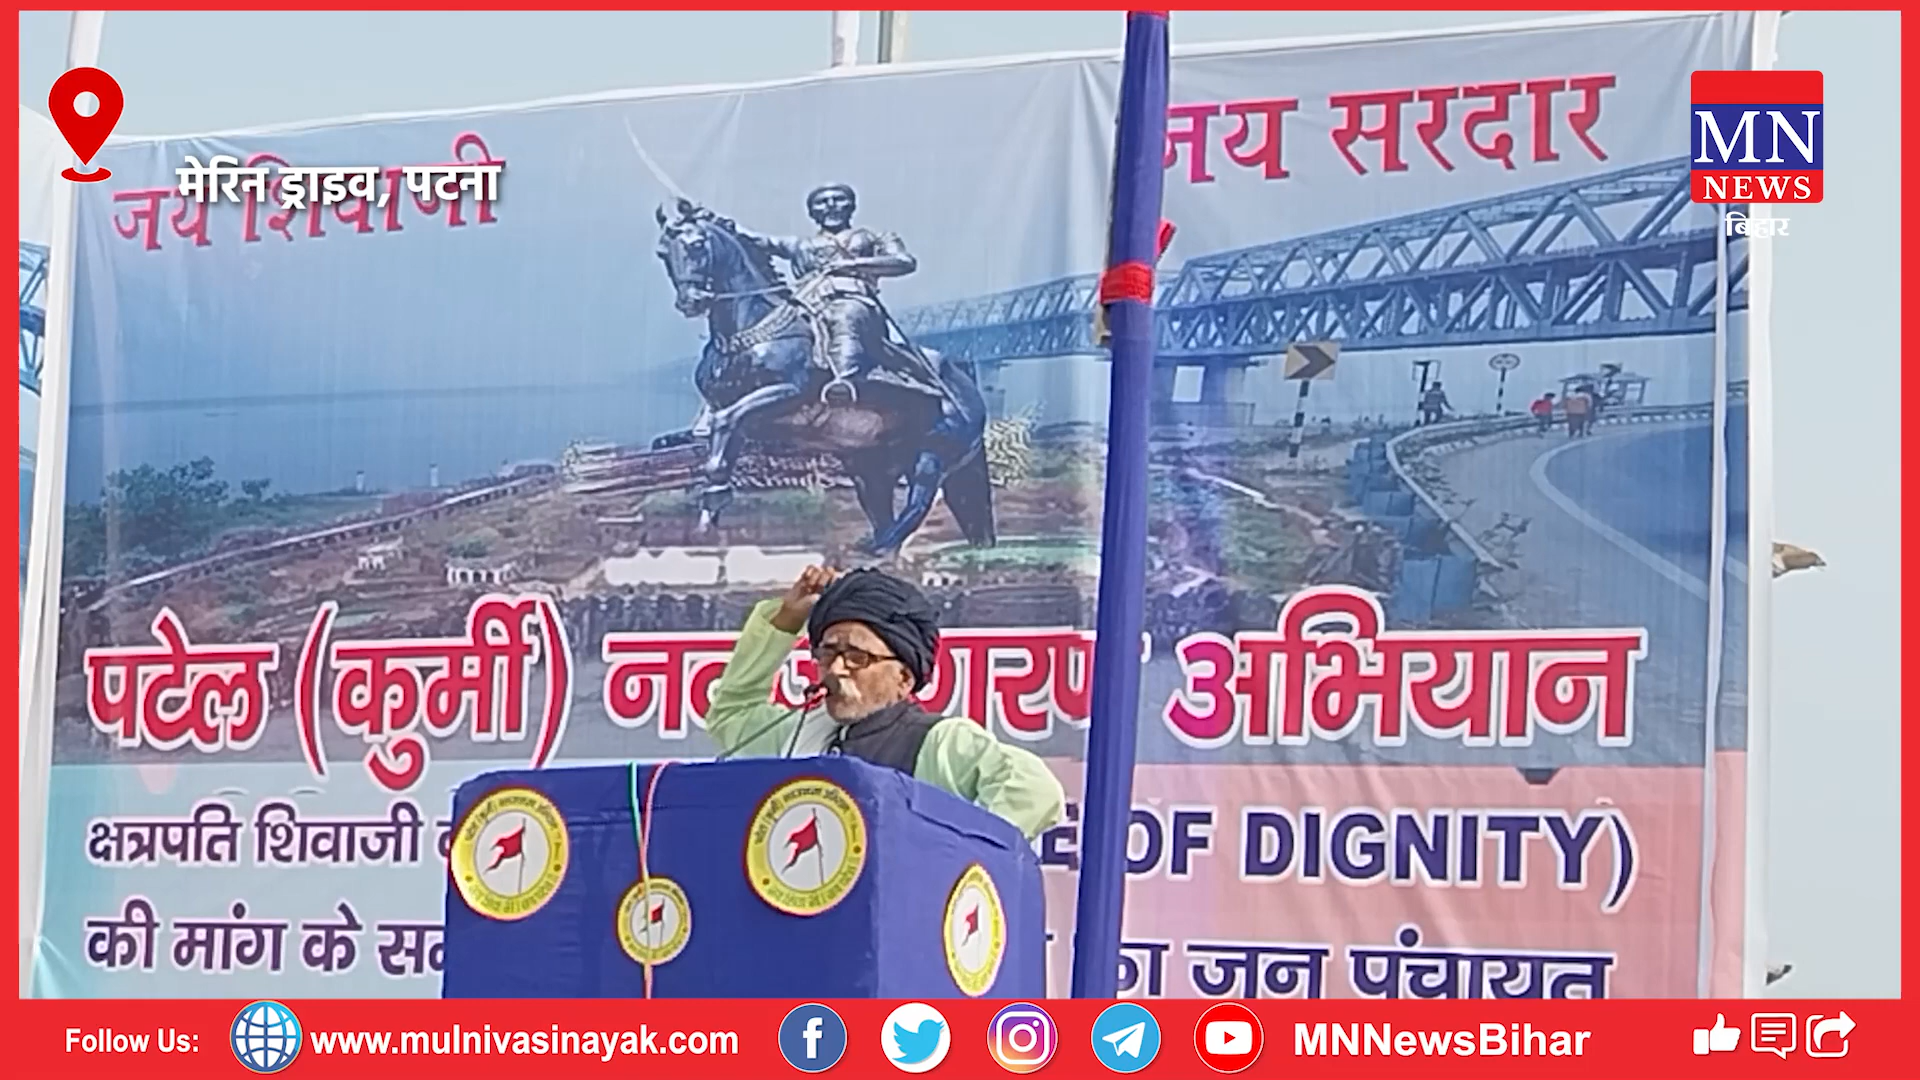 मेरिन ड्राइव, पटना
जय शिवाजी
जय सरदार
MN
NEWS
बिहार
पटेल (कुर्मी) अभियान
क्षत्रपति शिवाजी OF DIGNITY)
की मांग के का जन पंचायत
Follow Us: www.mulnivasinayak.com MNNewsBihar